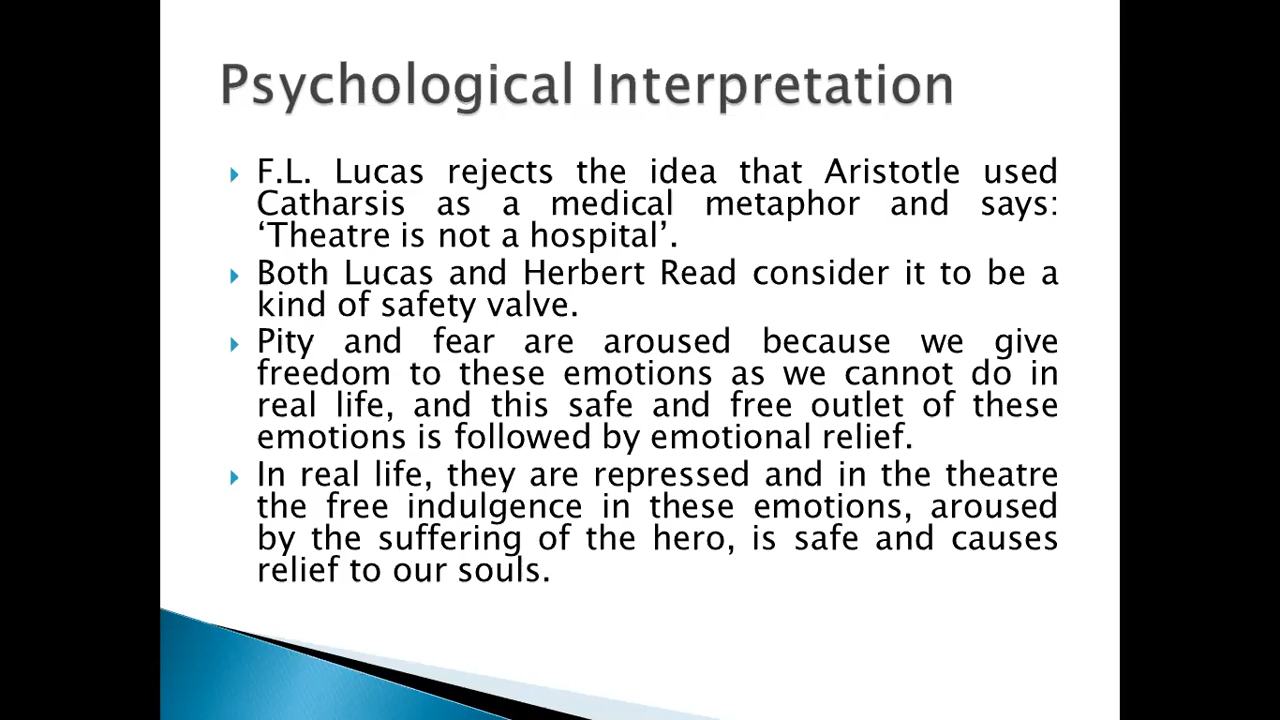 Psychological Interpretation
F.L. Lucas rejects the idea that Aristotle used
Catharsis as a medical metaphor and says:
‘Theatre is not a hospital’.
Both Lucas and Herbert Read consider it to be a
kind of safety valve.
Pity and fear are aroused because we give
freedom to these emotions as we cannot do in
real life, and this safe and free outlet of these
emotions is followed by emotional relief.
In real life, they are repressed and in the theatre
the free indulgence in these emotions, aroused
by the suffering of the hero, is safe and causes
relief to our souls.